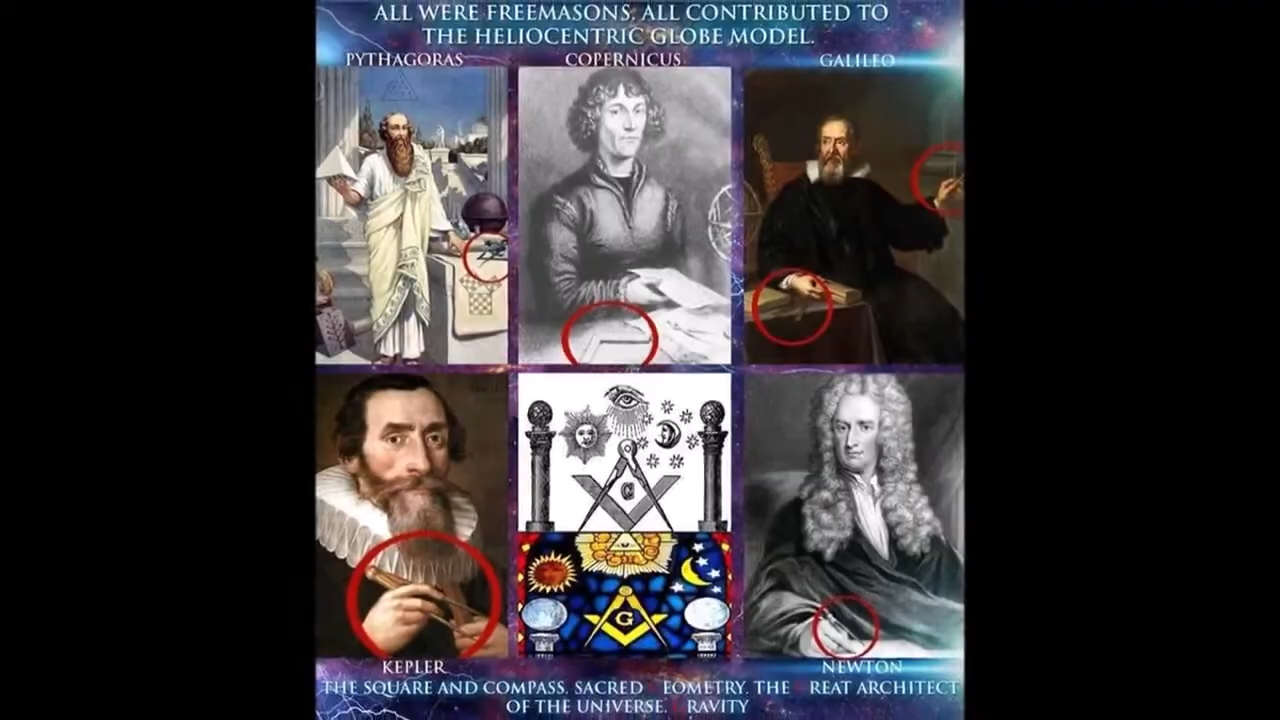 ALL WERE FREEMASONS. ALL CONTRIBUTED TO
THE HELIOCENTRIC GLOBE MODEL.
PYTHAGORAS COPERNICUS GALILEO
G
G
KEPLER NEWTON
THE SQUARE AND COMPASS. SACRED EOMETRY. THE REAT ARCHITECT
OF THE UNIVERSE. RAVITY